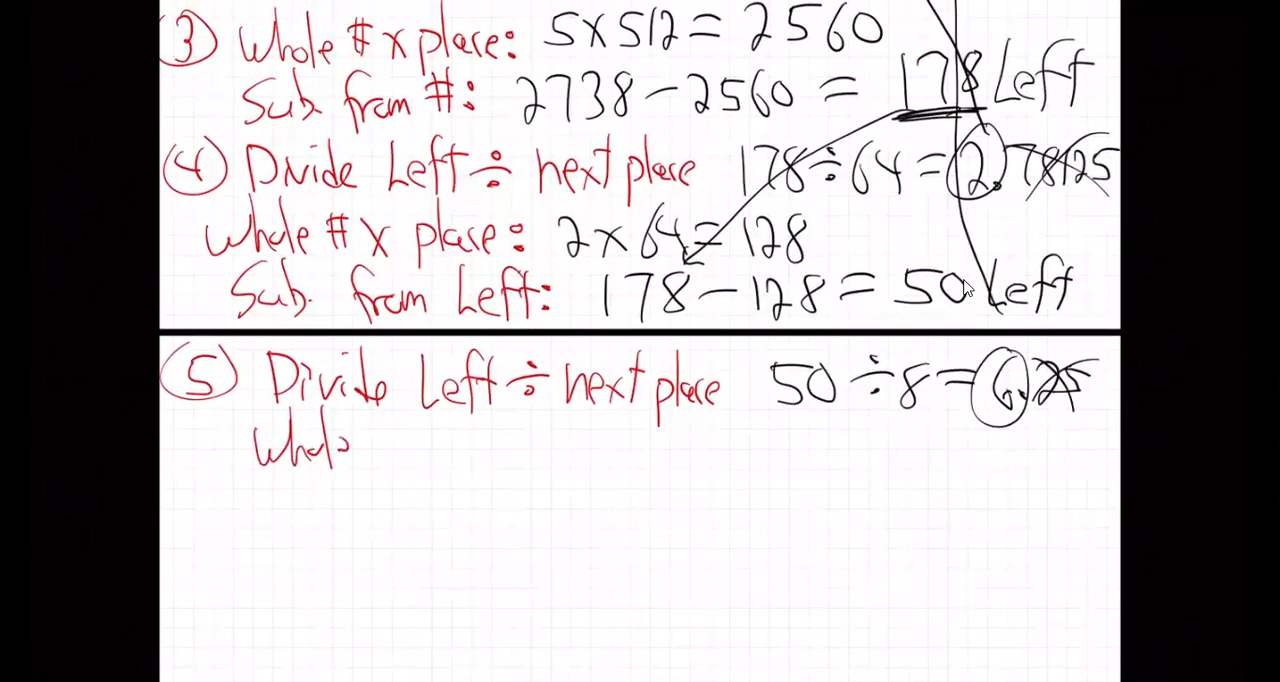 (3) Whole # x place: 5 x 512 = 2560
Sub from #: 2738 - 2560 = 178 Left
(4) Divide Left ÷ next place 178 ÷ 64 = 2.78125
Whole # x place: 2 x 64 = 128
Sub. from Left: 178 - 128 = 50 Left
(5) Divide Left ÷ next place 50 ÷ 8 = 6.25
Whole